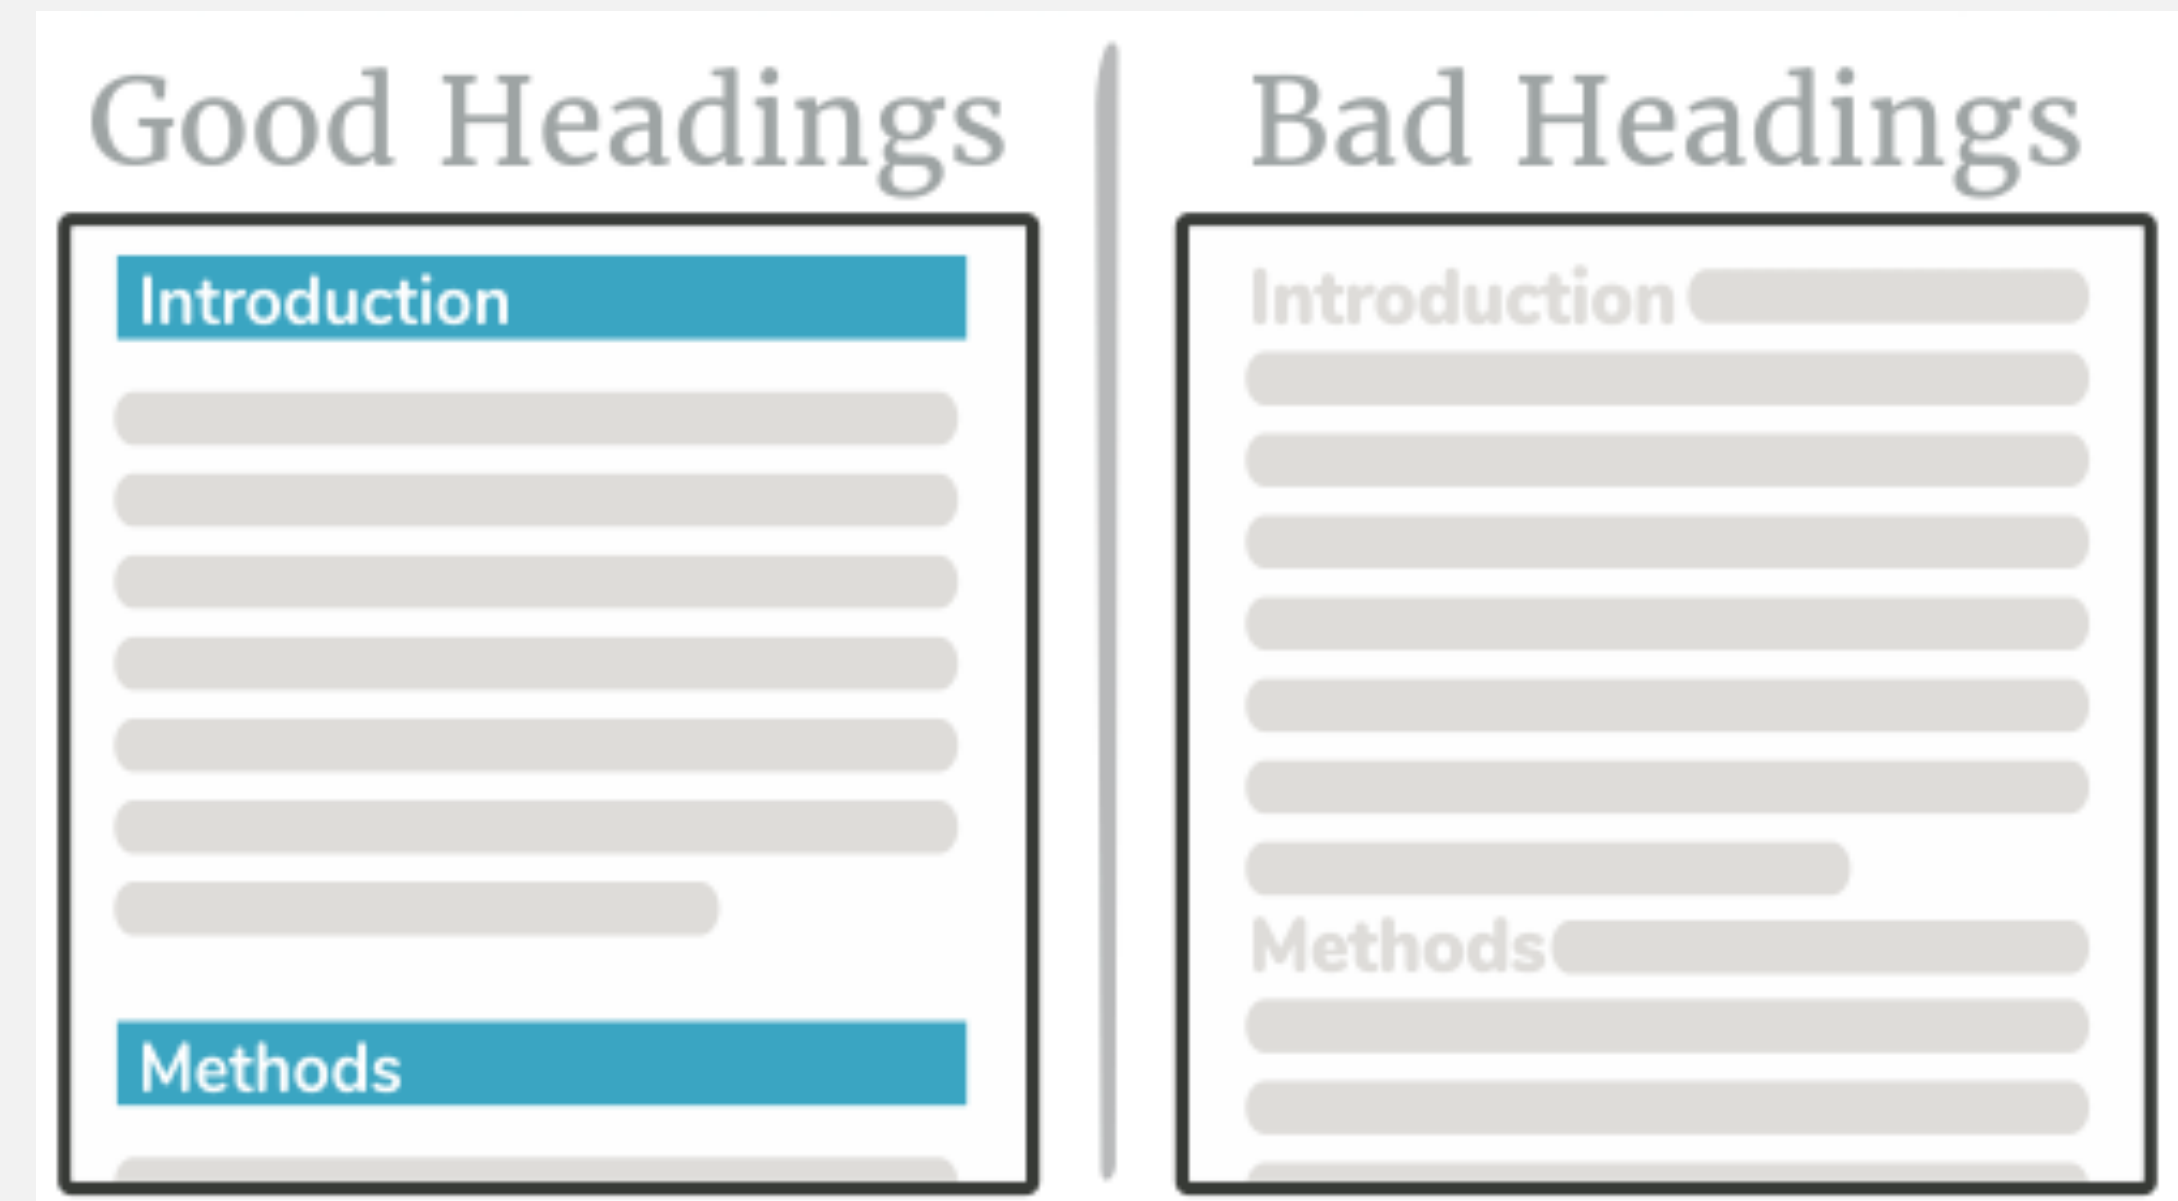 Good Headings
Introduction
Methods
Bad Headings
Introduction
Methods